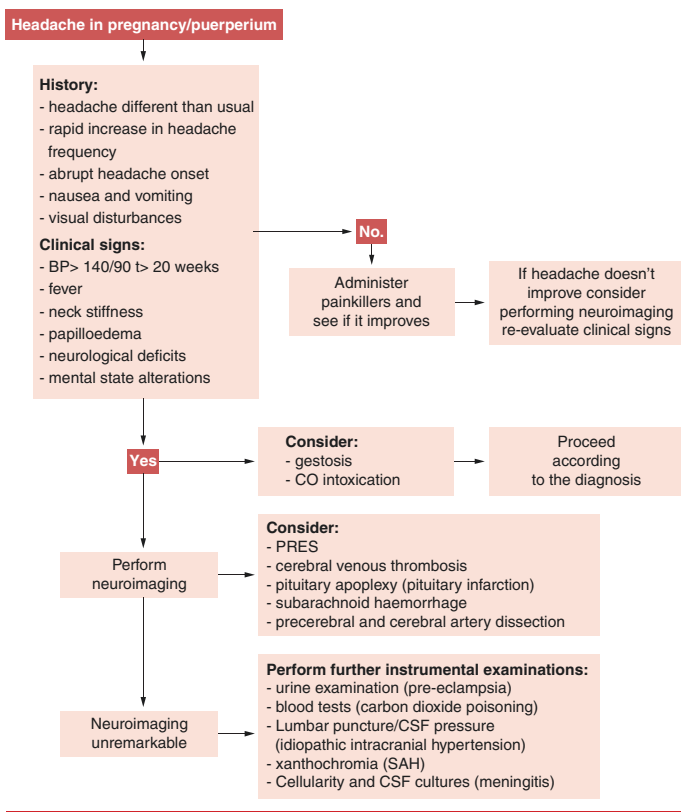 Headache in pregnancy/puerperium
History:
- headache different than usual
- rapid increase in headache
frequency
- abrupt headache onset
- nausea and vomiting
- visual disturbances
Clinical signs:
- BP> 140/90 t> 20 weeks
- fever
- neck stiffness
- papilloedema
- neurological deficits
- mental state alterations
No.
Administer
painkillers and
see if it improves
If headache doesn't
improve consider
performing neuroimaging
re-evaluate clinical signs
Yes
Consider:
- gestosis
- CO intoxication
Proceed
according
to the diagnosis
Perform
neuroimaging
Consider:
- PRES
- cerebral venous thrombosis
- pituitary apoplexy (pituitary infarction)
- subarachnoid haemorrhage
- precerebral and cerebral artery dissection
Neuroimaging
unremarkable
Perform further instrumental examinations:
- urine examination (pre-eclampsia)
- blood tests (carbon dioxide poisoning)
- Lumbar puncture/CSF pressure
(idiopathic intracranial hypertension)
- xanthochromia (SAH)
- Cellularity and CSF cultures (meningitis)